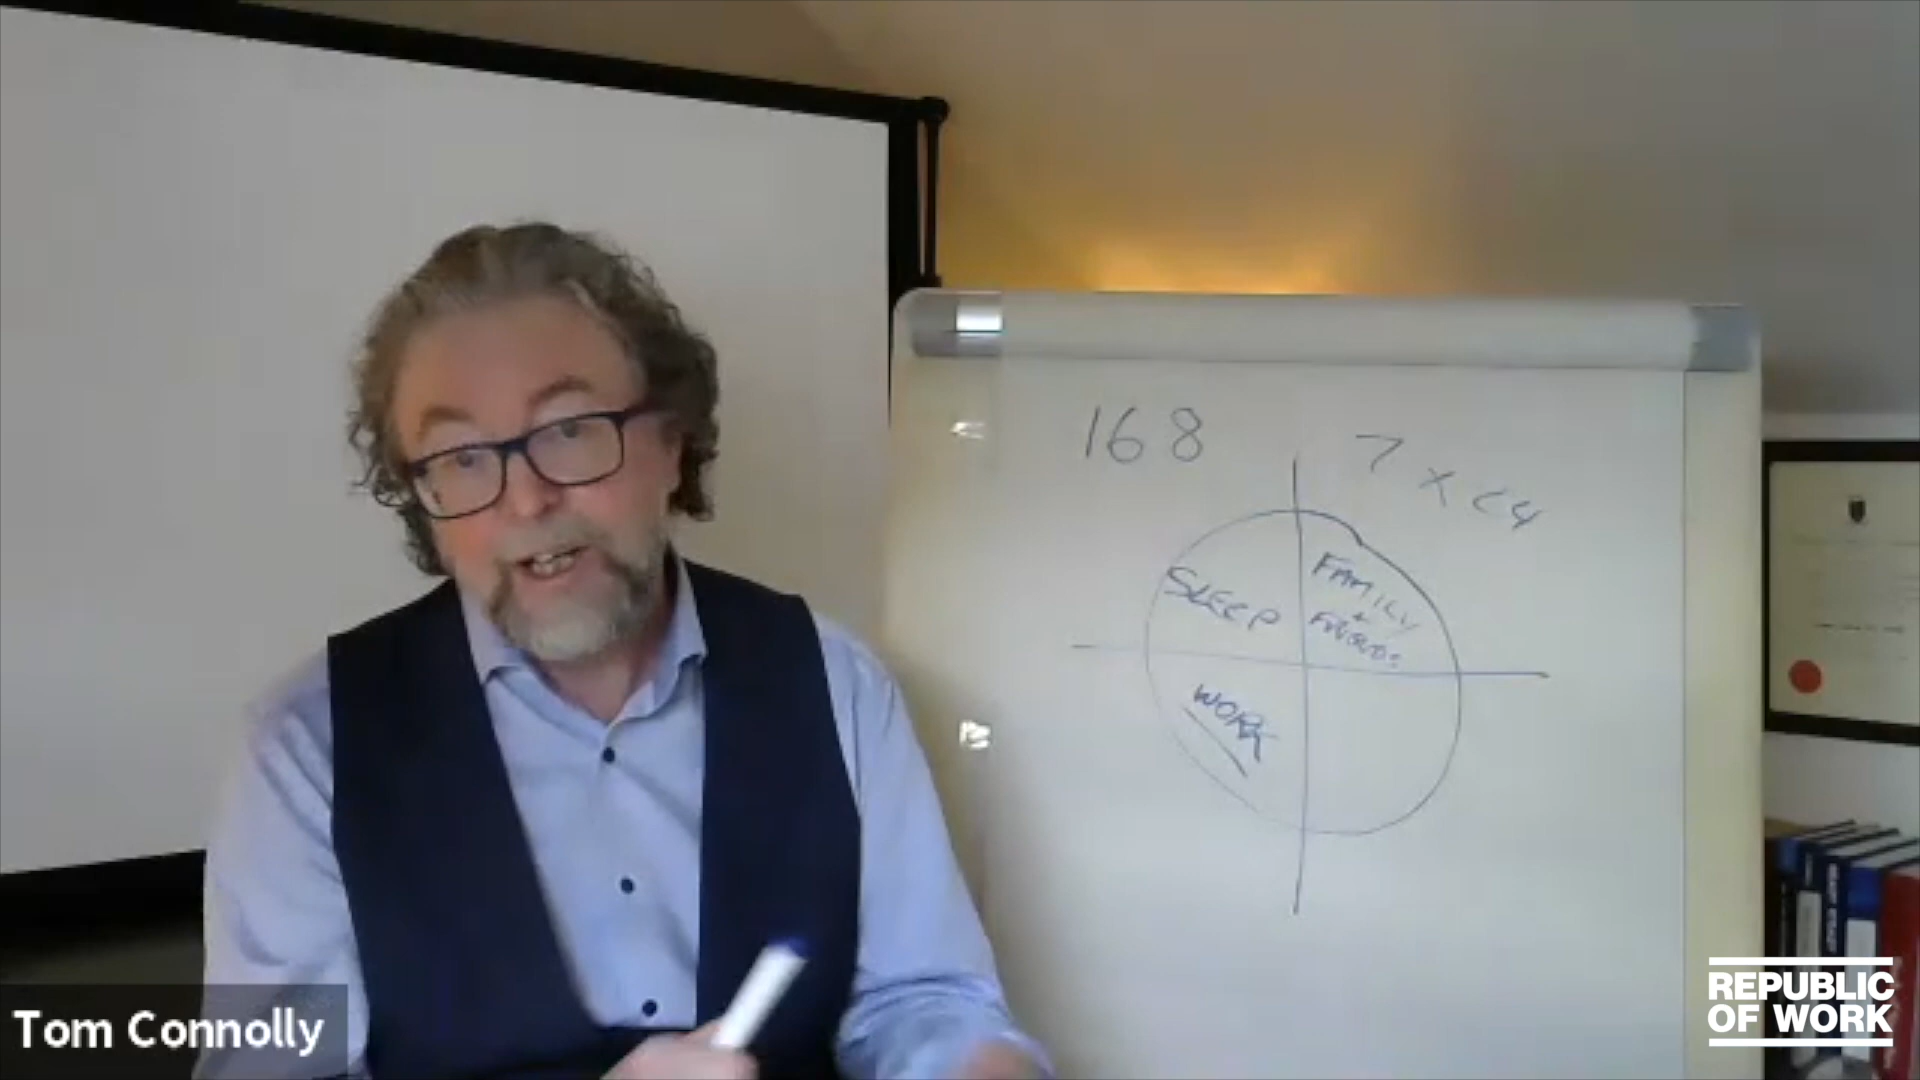 168
7 x 24
SLEEP
FAMILY
+
FRIENDS
WORK
Tom Connolly
REPUBLIC
OF WORK